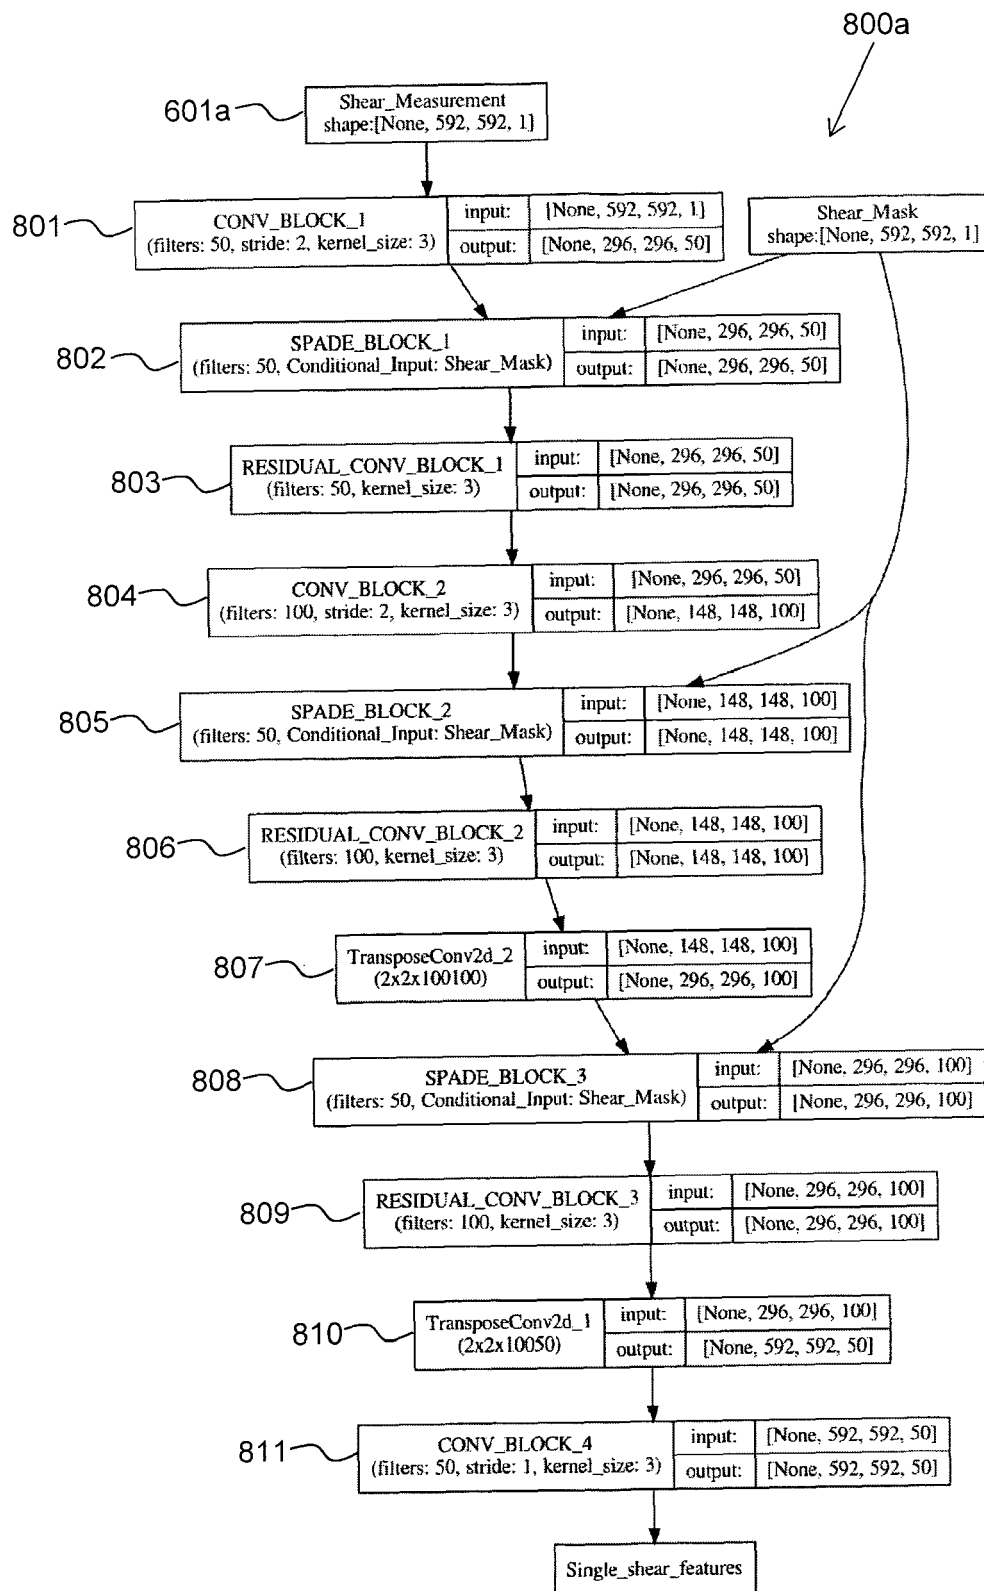 800a
601a
Shear_Measurement
shape:[None, 592, 592, 1]
801
CONV_BLOCK_1
(filters: 50, stride: 2, kernel_size: 3)
input:
[None, 592, 592, 1]
output:
[None, 296, 296, 50]
Shear_Mask
shape:[None, 592, 592, 1]
802
SPADE_BLOCK_1
(filters: 50, Conditional_Input: Shear_Mask)
input:
[None, 296, 296, 50]
output:
[None, 296, 296, 50]
803
RESIDUAL_CONV_BLOCK_1
(filters: 50, kernel_size: 3)
input:
[None, 296, 296, 50]
output:
[None, 296, 296, 50]
804
CONV_BLOCK_2
(filters: 100, stride: 2, kernel_size: 3)
input:
[None, 296, 296, 50]
output:
[None, 148, 148, 100]
805
SPADE_BLOCK_2
(filters: 50, Conditional_Input: Shear_Mask)
input:
[None, 148, 148, 100]
output:
[None, 148, 148, 100]
806
RESIDUAL_CONV_BLOCK_2
(filters: 100, kernel_size: 3)
input:
[None, 148, 148, 100]
output:
[None, 148, 148, 100]
807
TransposeConv2d_2
(2x2x100100)
input:
[None, 148, 148, 100]
output:
[None, 296, 296, 100]
808
SPADE_BLOCK_3
(filters: 50, Conditional_Input: Shear_Mask)
input:
[None, 296, 296, 100]
output:
[None, 296, 296, 100]
809
RESIDUAL_CONV_BLOCK_3
(filters: 100, kernel_size: 3)
input:
[None, 296, 296, 100]
output:
[None, 296, 296, 100]
810
TransposeConv2d_1
(2x2x10050)
input:
[None, 296, 296, 100]
output:
[None, 592, 592, 50]
811
CONV_BLOCK_4
(filters: 50, stride: 1, kernel_size: 3)
input:
[None, 592, 592, 50]
output:
[None, 592, 592, 50]
Single_shear_features